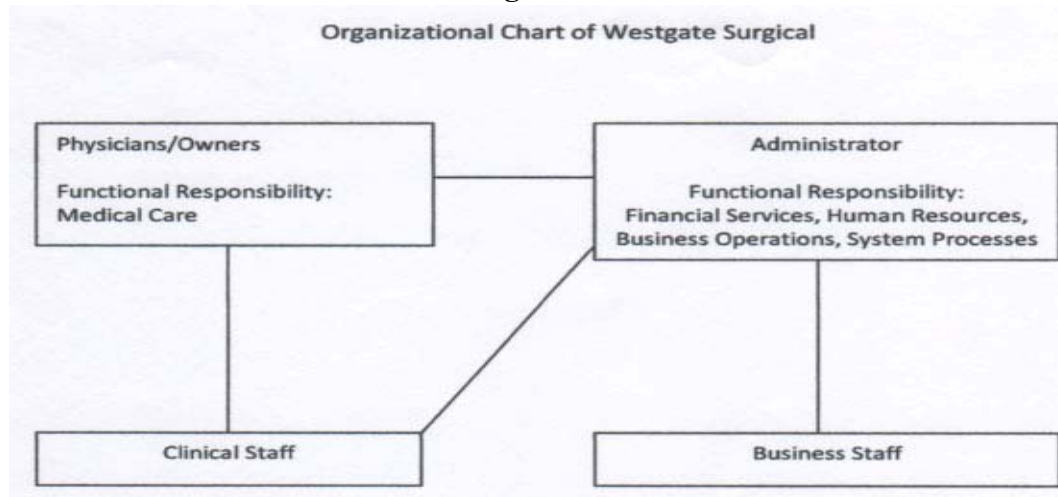 Organizational Chart of Westgate Surgical
Physicians/Owners
Functional Responsibility:
Medical Care
Administrator
Functional Responsibility:
Financial Services, Human Resources,
Business Operations, System Processes
Clinical Staff
Business Staff